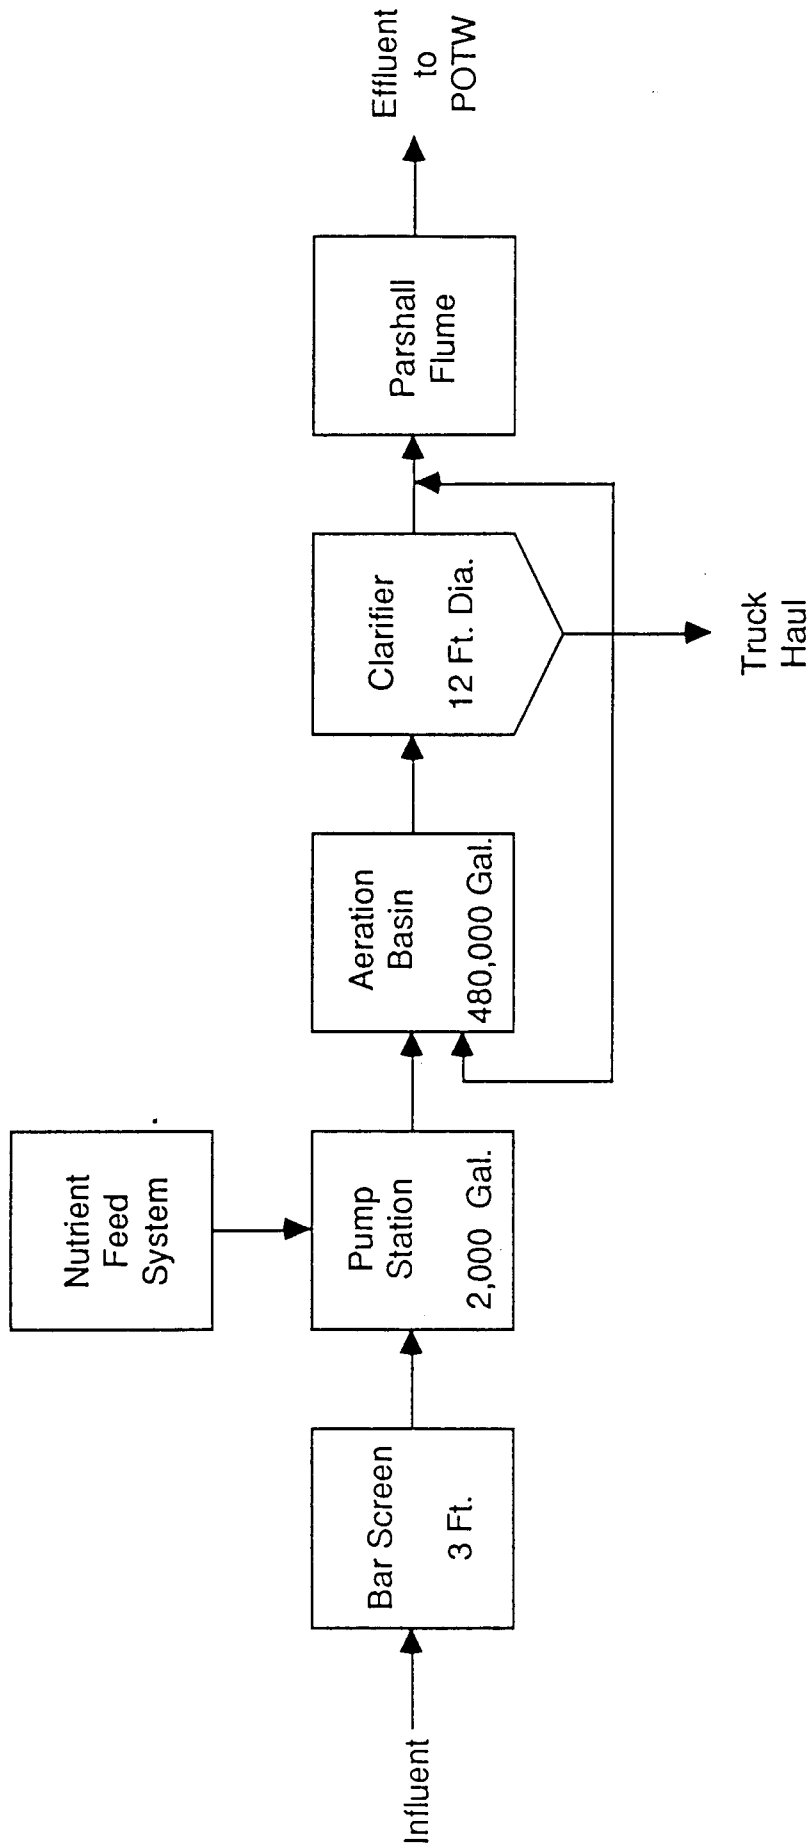 Influent
Bar Screen
3 Ft.
Nutrient
Feed
System
Pump
Station
2,000 Gal.
Aeration
Basin
480,000 Gal.
Clarifier
12 Ft. Dia.
Truck
Haul
Parshall
Flume
Effluent
to
POTW